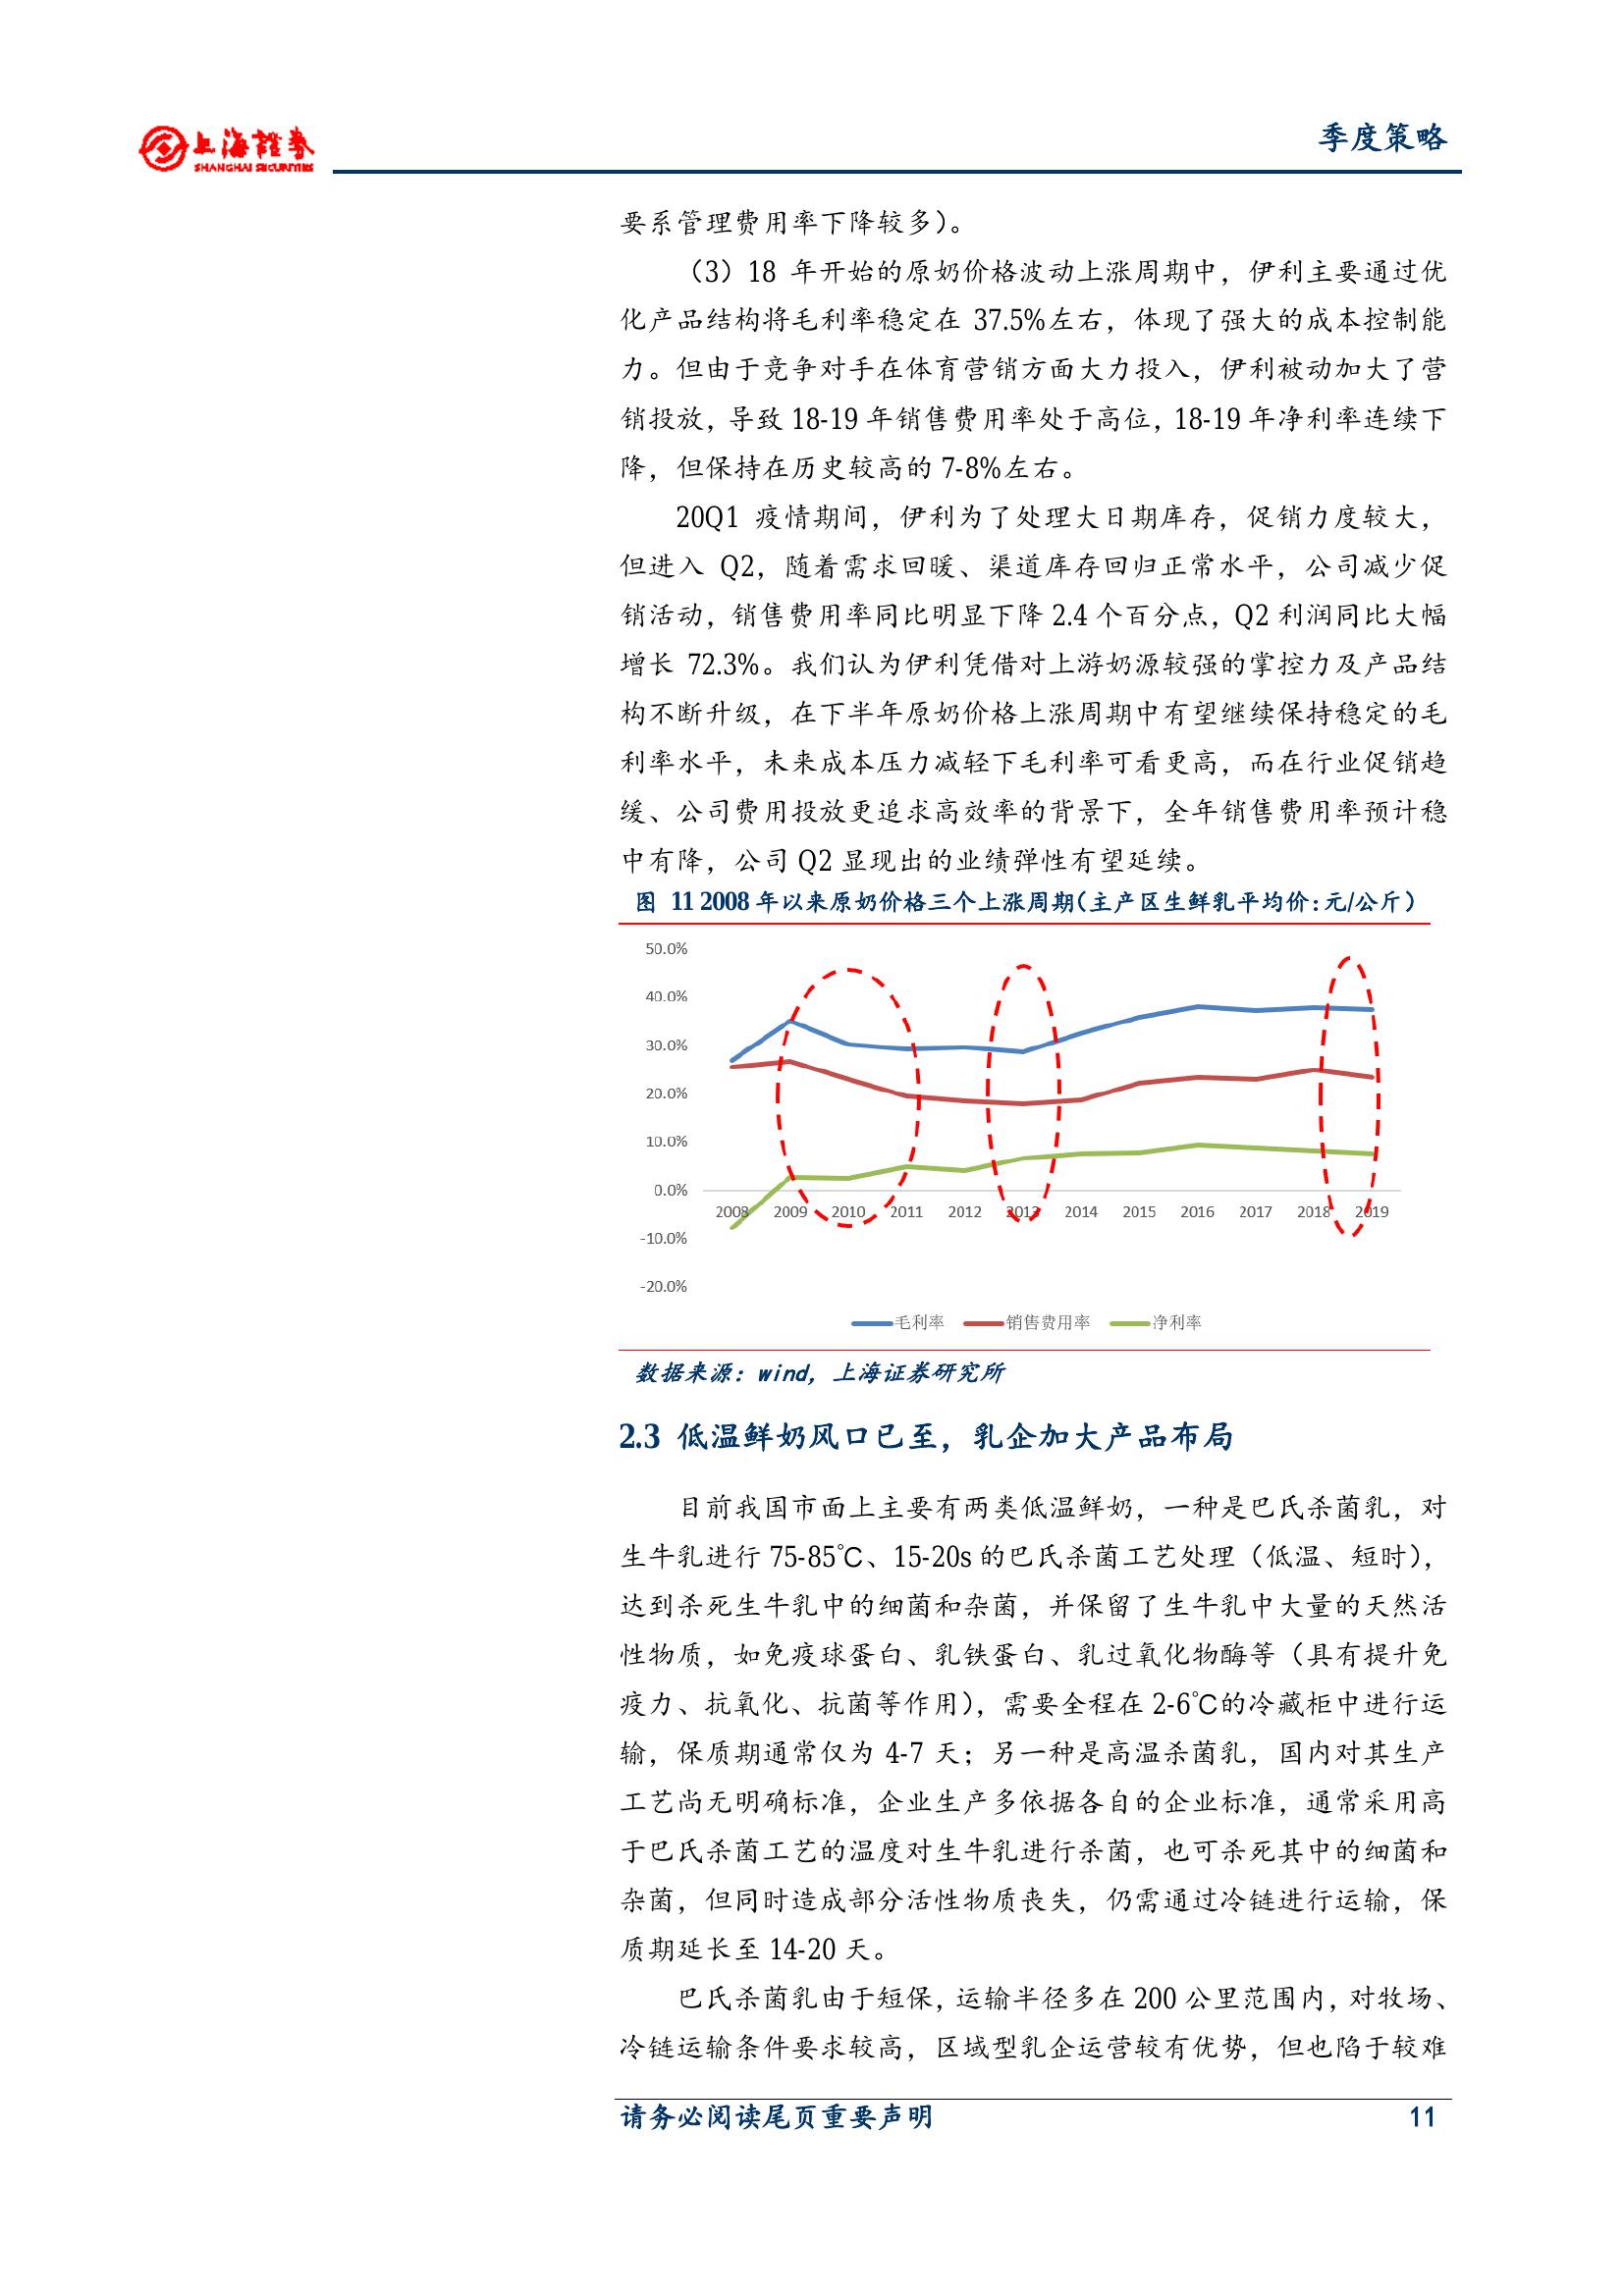 上海證券
SHANGHAI SECURITIES
季度策略
要系管理费用率下降较多）。
（3）18 年开始的原奶价格波动上涨周期中，伊利主要通过优
化产品结构将毛利率稳定在 37.5%左右，体现了强大的成本控制能
力。但由于竞争对手在体育营销方面大力投入，伊利被动加大了营
销投放，导致 18-19 年销售费用率处于高位，18-19 年净利率连续下
降，但保持在历史较高的 7-8%左右。
20Q1 疫情期间，伊利为了处理大日期库存，促销力度较大，
但进入 Q2，随着需求回暖、渠道库存回归正常水平，公司减少促
销活动，销售费用率同比明显下降 2.4 个百分点，Q2 利润同比大幅
增长 72.3%。我们认为伊利凭借对上游奶源较强的掌控力及产品结
构不断升级，在下半年原奶价格上涨周期中有望继续保持稳定的毛
利率水平，未来成本压力减轻下毛利率可看更高，而在行业促销趋
缓、公司费用投放更追求高效率的背景下，全年销售费用率预计稳
中有降，公司 Q2 显现出的业绩弹性有望延续。
图 11 2008 年以来原奶价格三个上涨周期（主产区生鲜乳平均价：元/公斤）
50.0%
40.0%
30.0%
20.0%
10.0%
0.0%
-10.0%
-20.0%
2008 2009 2010 2011 2012 2013 2014 2015 2016 2017 2018 2019
毛利率 销售费用率 净利率
数据来源：wind，上海证券研究所
2.3 低温鲜奶风口已至，乳企加大产品布局
目前我国市面上主要有两类低温鲜奶，一种是巴氏杀菌乳，对
生牛乳进行 75-85℃、15-20s 的巴氏杀菌工艺处理（低温、短时），
达到杀死生牛乳中的细菌和杂菌，并保留了生牛乳中大量的天然活
性物质，如免疫球蛋白、乳铁蛋白、乳过氧化物酶等（具有提升免
疫力、抗氧化、抗菌等作用），需要全程在 2-6℃的冷藏柜中进行运
输，保质期通常仅为 4-7 天；另一种是高温杀菌乳，国内对其生产
工艺尚无明确标准，企业生产多依据各自的企业标准，通常采用高
于巴氏杀菌工艺的温度对生牛乳进行杀菌，也可杀死其中的细菌和
杂菌，但同时造成部分活性物质丧失，仍需通过冷链进行运输，保
质期延长至 14-20 天。
巴氏杀菌乳由于短保，运输半径多在 200 公里范围内，对牧场、
冷链运输条件要求较高，区域型乳企运营较有优势，但也陷于较难
请务必阅读尾页重要声明
11